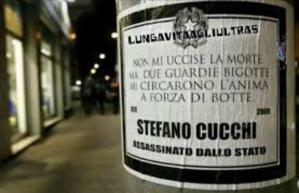 LUNGAVITAAGLIULTRAS
NON MI UCCISE LA MORTE
MA DUE GUARDIE BIGOTTE
MI CERCARONO L'ANIMA
A FORZA DI BOTTE.
2009
STEFANO CUCCHI
ASSASSINATO DALLO STATO